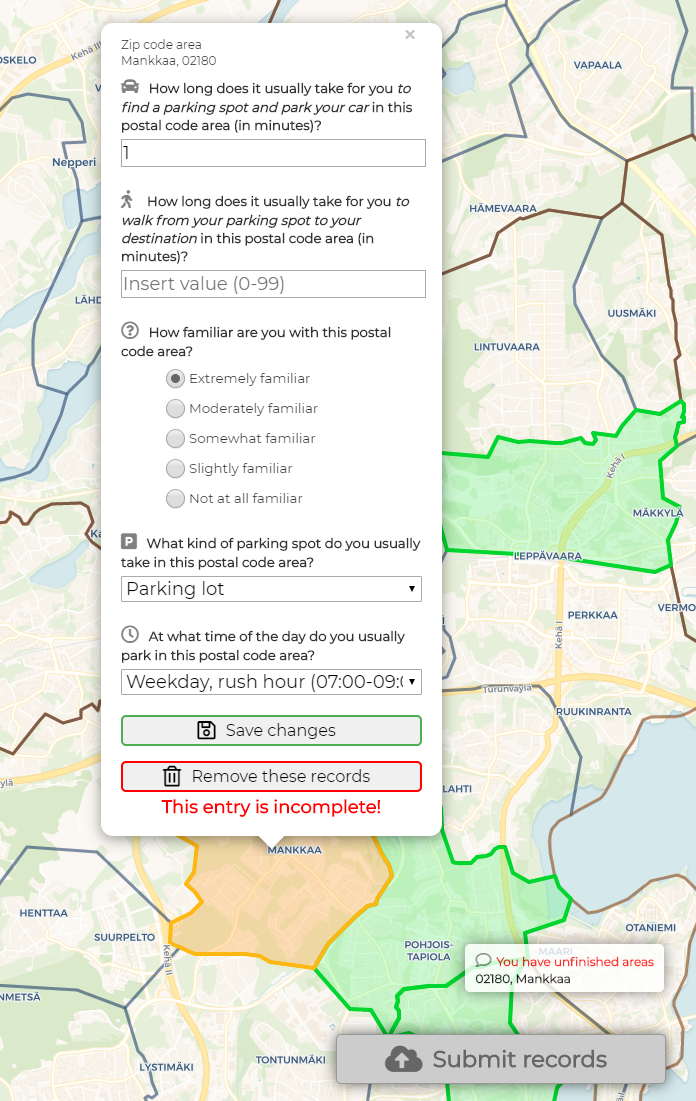 Zip code area
Mankkaa, 02180
×
How long does it usually take for you to
find a parking spot and park your car in this
postal code area (in minutes)?
1
How long does it usually take for you to
walk from your parking spot to your
destination in this postal code area (in
minutes)?
Insert value (0-99)
How familiar are you with this postal
code area?
Extremely familiar
Moderately familiar
Somewhat familiar
Slightly familiar
Not at all familiar
P
What kind of parking spot do you usually
take in this postal code area?
Parking lot
At what time of the day do you usually
park in this postal code area?
Weekday, rush hour (07:00-09:0
Save changes
Remove these records
This entry is incomplete!
OSKELO
Kehä II
VAPAALA
Nepperi
HÄMEVAARA
LÄHD
UUSMÄKI
LINTUVAARA
Kehä I
MÄKKYLÄ
Ka
LEPPÄVAARA
PERKKAA
VERMO
Kehä I
Turunväylä
RUUKINRANTA
ylä
LAHTI
MANKKAA
HENTTAA
SUURPELTO
Kehä II
POHJOIS-
TAPIOLA
MAARI
OTANIEMI
You have unfinished areas
02180, Mankkaa
NMETSÄ
LYSTIMÄKI
TONTUNMÄKI
Submit records